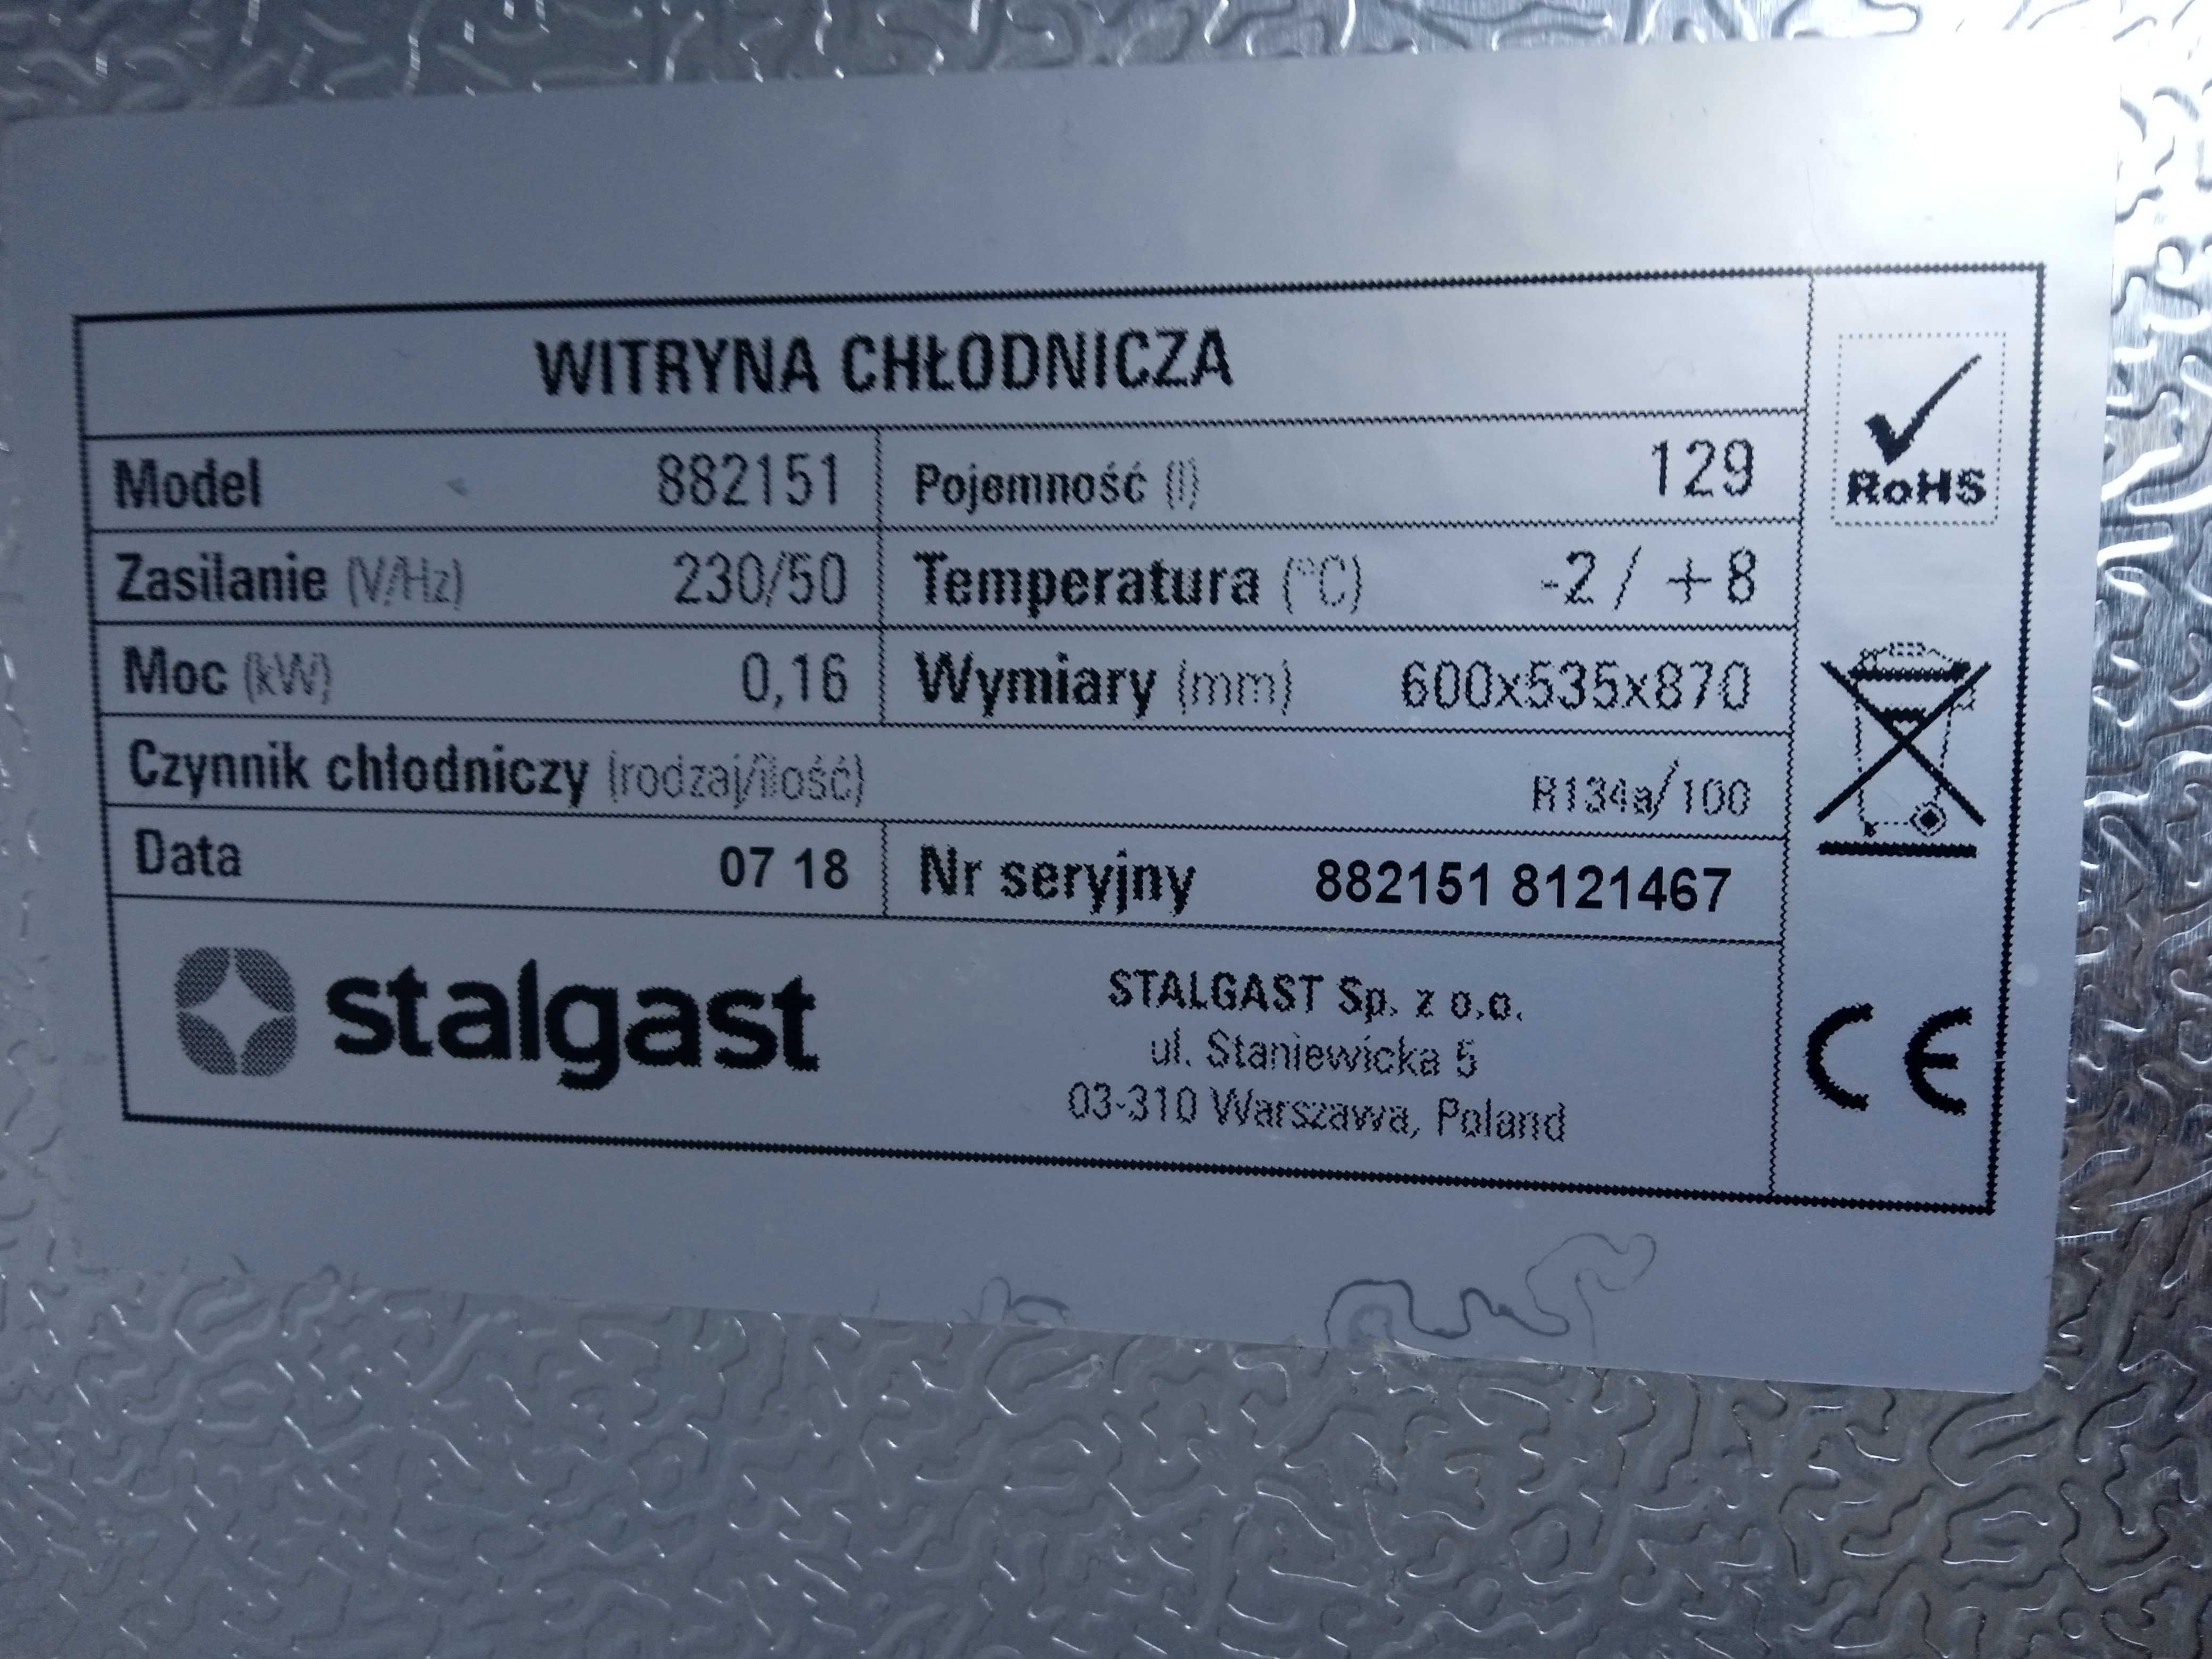 WITRYNA CHŁODNICZA
Model 882151 Pojemność (l) 129
Zasilanie (V/Hz) 230/50 Temperatura (°C) -2 / +8
Moc (kW) 0,16 Wymiary (mm) 600x535x870
Czynnik chłodniczy (rodzaj/ilość) R134a/100
Data 07 18 Nr seryjny 882151 8121467
stalgast
STALGAST Sp. z o.o.
ul. Staniewicka 5
03-310 Warszawa, Poland
RoHS
CE